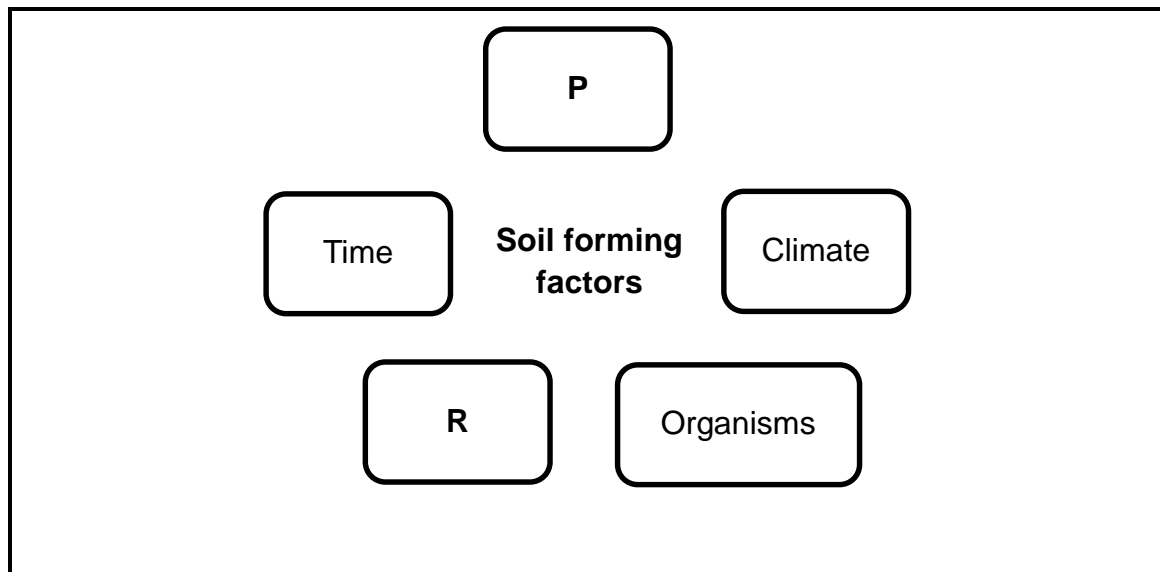 P
Time
Soil forming
factors
Climate
R
Organisms